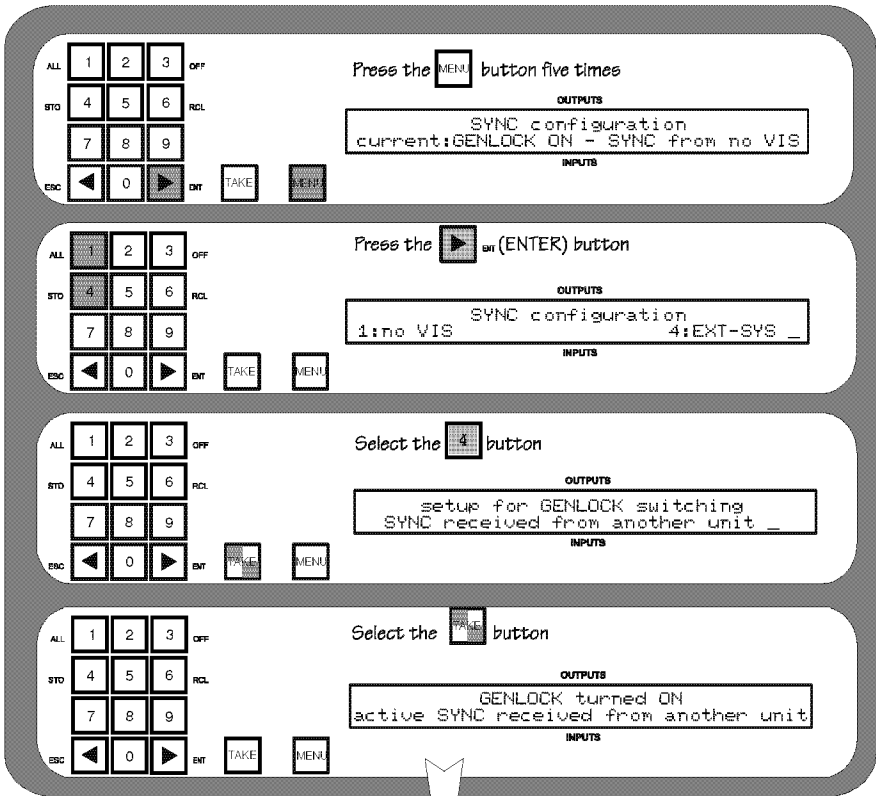 Press the MENU button five times
ALL 1 2 3 OFF
OUTPUTS
STO 4 5 6 RCL
SYNC configuration
current:GENLOCK ON - SYNC from no VIS
7 8 9
INPUTS
ESC ◀ 0 ▶ ENT TAKE MENU
Press the ▶ ENT (ENTER) button
ALL 1 2 3 OFF
OUTPUTS
STO 4 5 6 RCL
SYNC configuration
1:no VIS 4:EXT-SYS _
7 8 9
INPUTS
ESC ◀ 0 ▶ ENT TAKE MENU
Select the 4 button
ALL 1 2 3 OFF
OUTPUTS
STO 4 5 6 RCL
setup for GENLOCK switching
SYNC received from another unit _
7 8 9
INPUTS
ESC ◀ 0 ▶ ENT TAKE MENU
Select the TAKE button
ALL 1 2 3 OFF
OUTPUTS
STO 4 5 6 RCL
GENLOCK turned ON
active SYNC received from another unit
7 8 9
INPUTS
ESC ◀ 0 ▶ ENT TAKE MENU